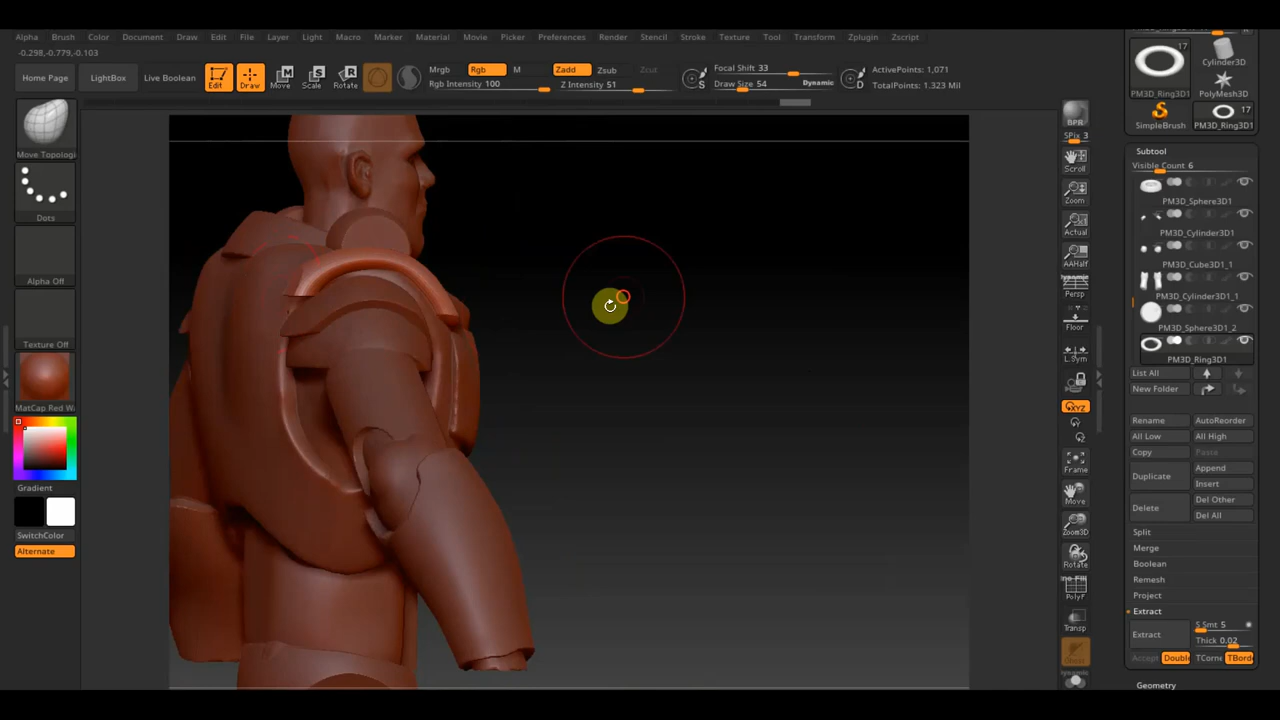 Alpha Brush Color Document Draw Edit File Layer Light Macro Marker Material Movie Picker Preferences Render Stencil Stroke Texture Tool Transform Zplugin Zscript
-0.298,-0.779,-0.103
Home Page LightBox Live Boolean Edit Draw Move Scale Rotate
Mrgb Rgb M Zadd Zsub Zcut
Rgb Intensity 100 Z Intensity 51
Focal Shift 33
Draw Size 54 Dynamic
S D
ActivePoints: 1,071
TotalPoints: 1.323 Mil
Move Topologi
Dots
Alpha Off
Texture Off
MatCap Red Wa
Gradient
SwitchColor
Alternate
BPR
SPix 3
Scroll
Zoom
Actual
AAHalf
Persp
Floor
L.Sym
XYZ
Frame
Move
Zoom3D
Rotate
PolyF
Transp
17
PM3D_Ring3D1
Cylinder3D
PolyMesh3D
SimpleBrush
17
PM3D_Ring3D1
Subtool
Visible Count 6
PM3D_Sphere3D1
PM3D_Cylinder3D1
PM3D_Cube3D1_1
PM3D_Cylinder3D1_1
PM3D_Sphere3D1_2
PM3D_Ring3D1
List All
New Folder
Rename AutoReorder
All Low All High
Copy Paste
Duplicate Append
Insert
Delete Del Other
Del All
Split
Merge
Boolean
Remesh
Project
Extract
Extract S Smt 5
Thick 0.02
Accept Double TCorne TBorde
Geometry